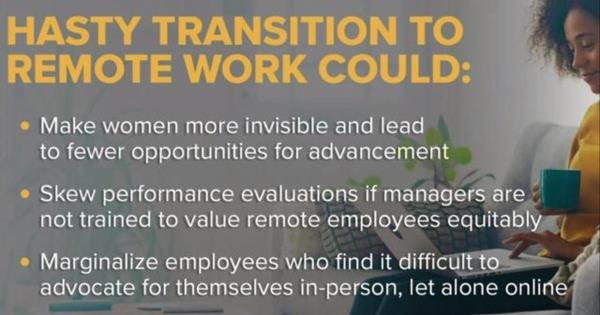 HASTY TRANSITION TO
REMOTE WORK COULD:
• Make women more invisible and lead
to fewer opportunities for advancement
• Skew performance evaluations if managers are
not trained to value remote employees equitably
• Marginalize employees who find it difficult to
advocate for themselves in-person, let alone online